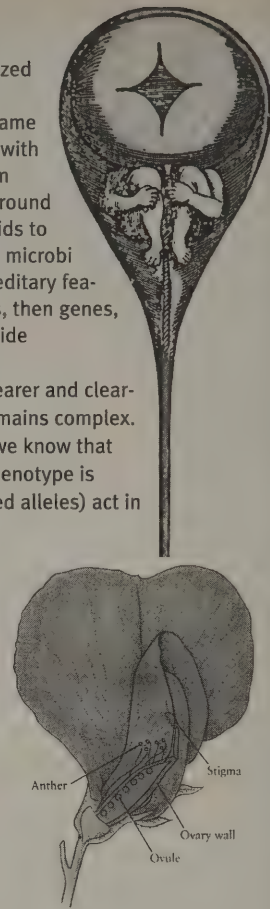 zed
ame
with
n
round
ids to
microbi
editary fea-
s, then genes,
ide
earer and clear-
mains complex.
we know that
enotype is
ed alleles) act in
Anther
Stigma
Ovary wall
Ovule